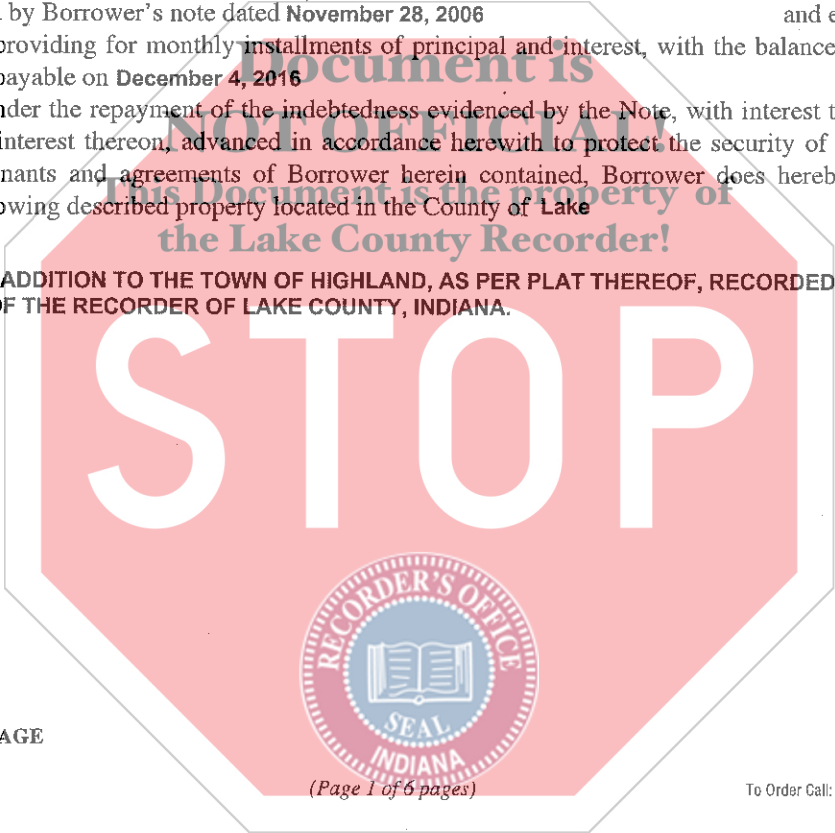 by Borrower's note dated November 28, 2006 and e
providing for monthly installments of principal and interest, with the balance
payable on December 4, 2016
Document is
nder the repayment of the indebtedness evidenced by the Note, with interest t
NOT OFFICIAL!
interest thereon, advanced in accordance herewith to protect the security of
nants and agreements of Borrower herein contained, Borrower does hereb
This Document is the property of
owing described property located in the County of Lake
the Lake County Recorder!
ADDITION TO THE TOWN OF HIGHLAND, AS PER PLAT THEREOF, RECORDED
OF THE RECORDER OF LAKE COUNTY, INDIANA.
STOP
RECORDER'S OFFICE
SEAL
INDIANA
AGE
(Page 1 of 6 pages) To Order Call: